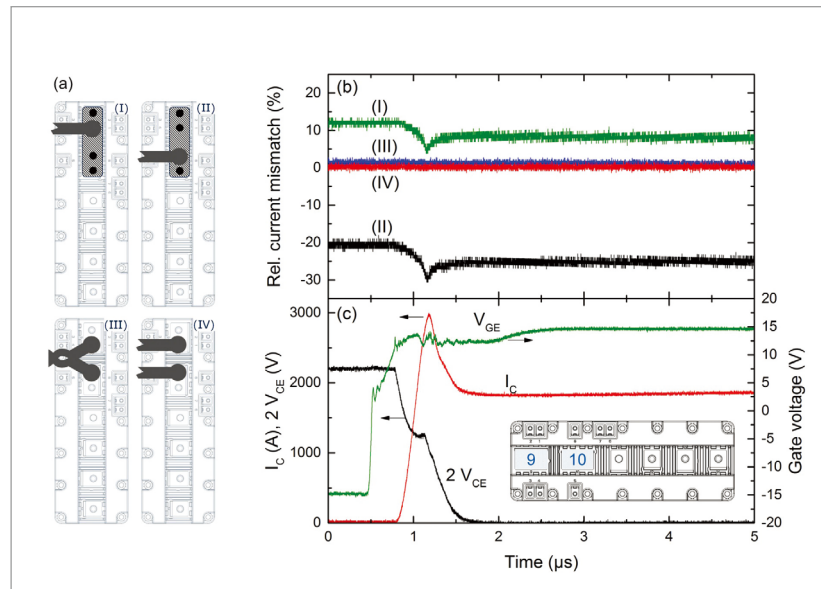 (a)
(I)
(II)
(III)
(IV)
(b)
Rel. current mismatch (%)
20
10
0
-10
-20
-30
(I)
(III)
(IV)
(II)
(c)
I_C (A), 2 V_CE (V)
3000
2000
1000
0
V_GE
I_C
2 V_CE
9
10
Gate voltage (V)
20
15
10
5
0
-5
-10
-15
-20
0
1
2
3
4
5
Time (µs)